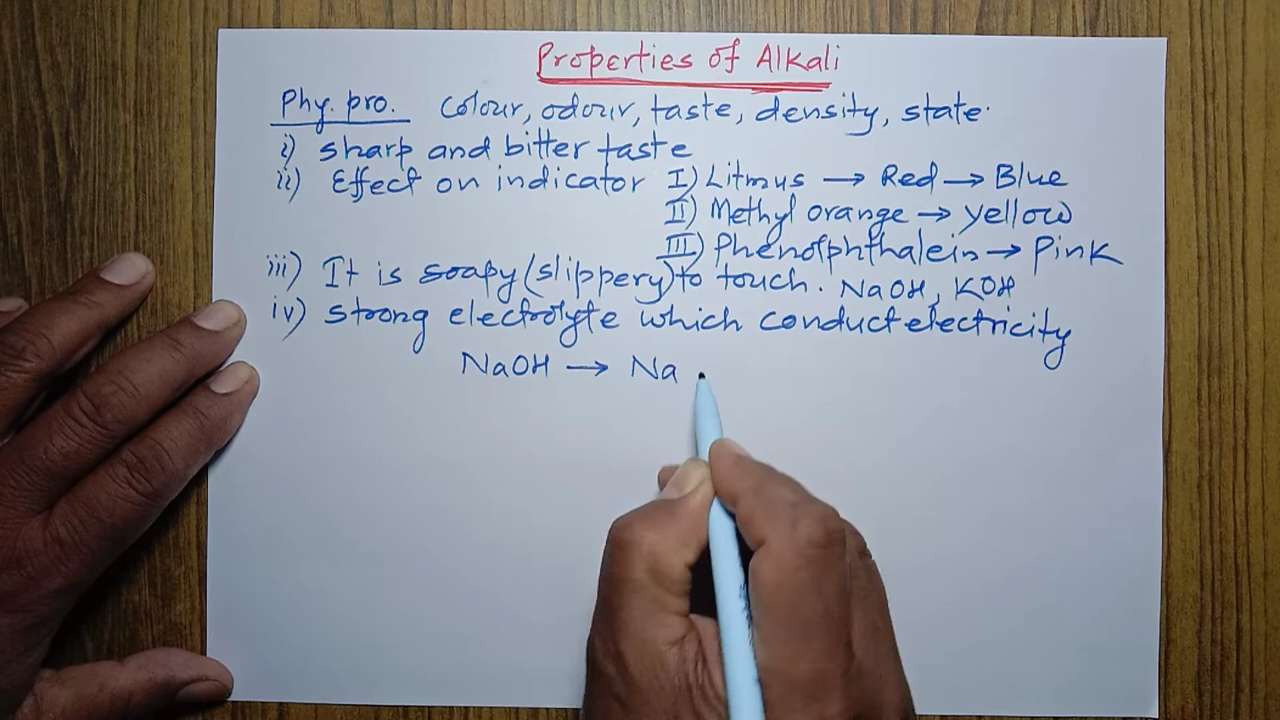 Properties of Alkali
Phy. pro. Colour, odour, taste, density, state.
i) sharp and bitter taste
ii) Effect on indicator I) Litmus → Red → Blue
II) Methyl orange → yellow
III) Phenolphthalein → Pink
iii) It is soapy (slippery) to touch. NaOH, KOH
iv) strong electrolyte which conduct electricity
NaOH → Na